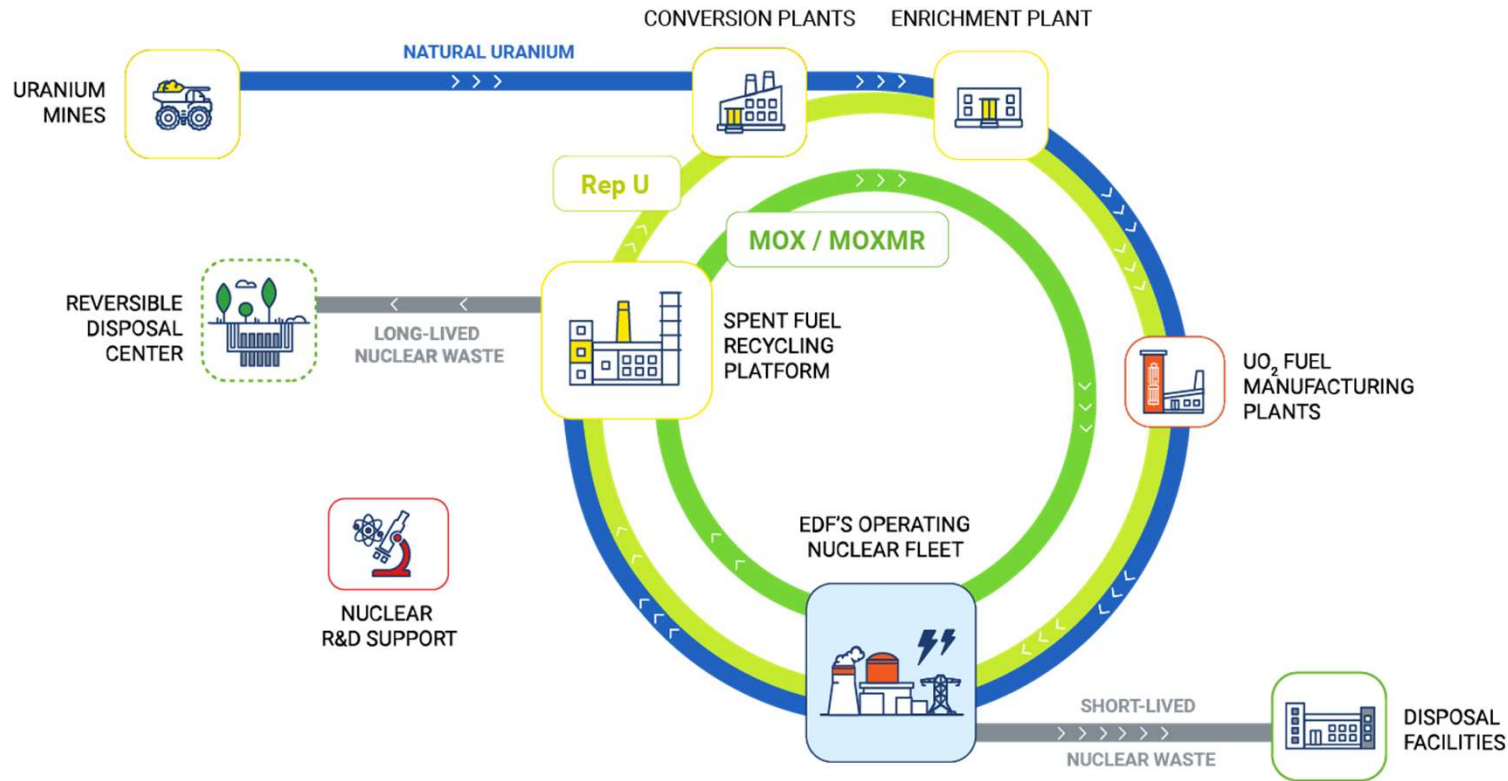 CONVERSION PLANTS
ENRICHMENT PLANT
NATURAL URANIUM
URANIUM
MINES
Rep U
MOX / MOXMR
REVERSIBLE
DISPOSAL
CENTER
LONG-LIVED
NUCLEAR WASTE
SPENT FUEL
RECYCLING
PLATFORM
UO₂ FUEL
MANUFACTURING
PLANTS
EDF'S OPERATING
NUCLEAR FLEET
NUCLEAR
R&D SUPPORT
SHORT-LIVED
NUCLEAR WASTE
DISPOSAL
FACILITIES